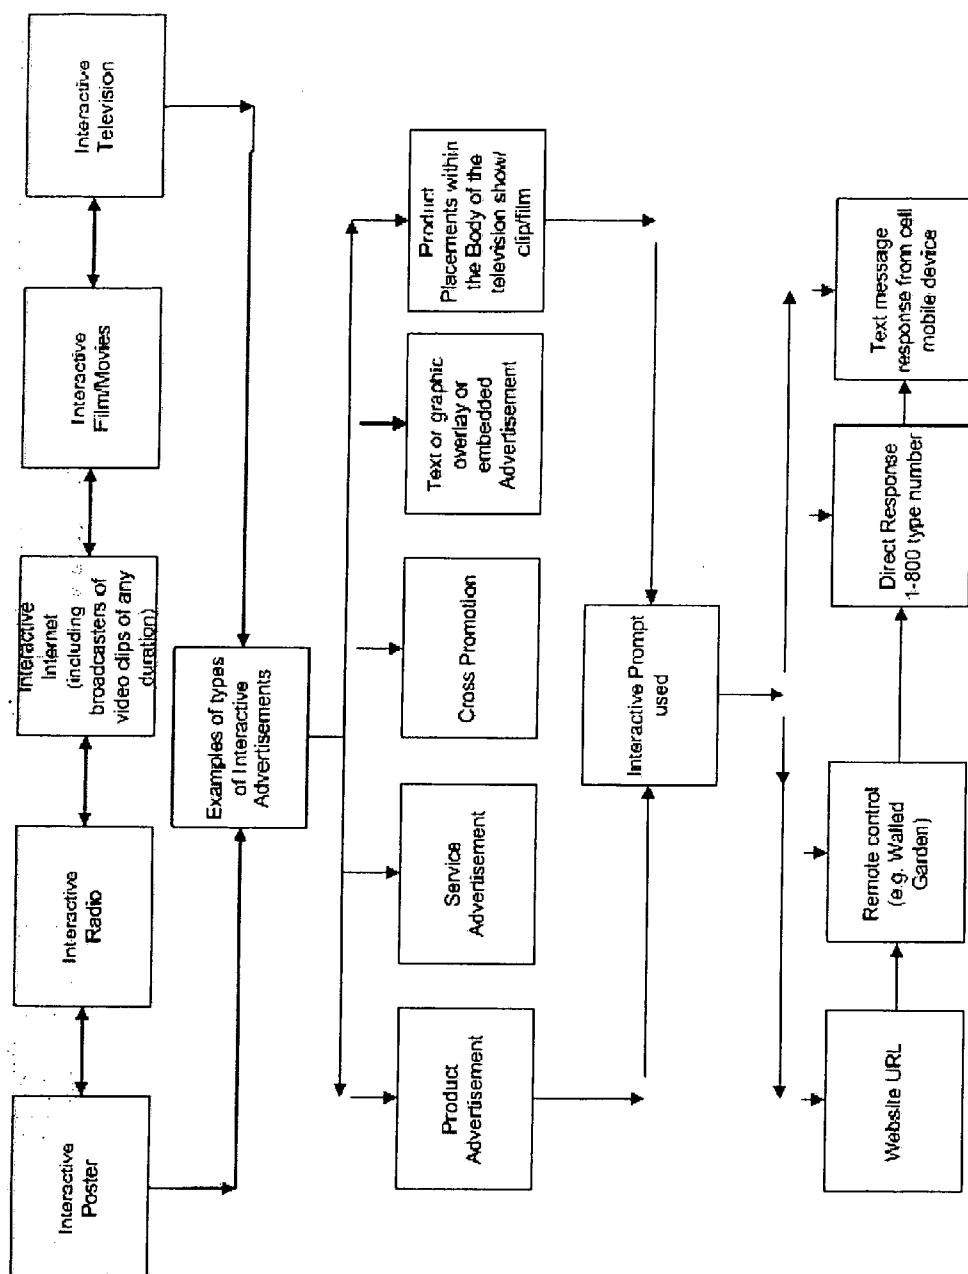 Interactive
Poster
Interactive
Radio
Interactive
Internet
(including
broadcasters of
video clips of any
duration)
Interactive
Film/Movies
Interactive
Television
Examples of types
of Interactive
Advertisements
Product
Advertisement
Service
Advertisement
Cross Promotion
Text or graphic
overlay or
embedded
Advertisement
Product
Placements within
the Body of the
television show/
clip/film
Interactive Prompt
used
Website URL
Remote control
(e.g. Walled
Garden)
Direct Response
1-800 type number
Text message
response from cell
mobile device